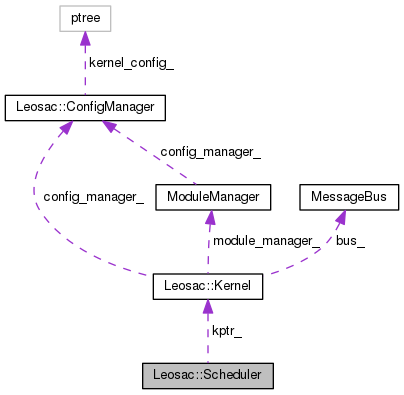 ptree
kernel_config_
Leosac::ConfigManager
config_manager_
config_manager_
ModuleManager
MessageBus
module_manager_
bus_
Leosac::Kernel
kptr_
Leosac::Scheduler